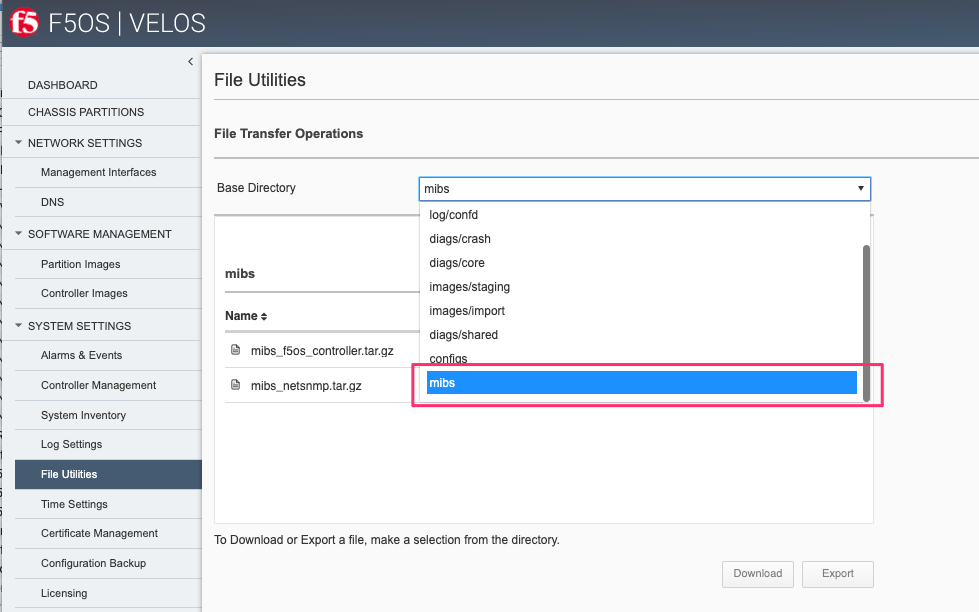 f5 F5OS | VELOS
DASHBOARD
CHASSIS PARTITIONS
NETWORK SETTINGS
Management Interfaces
DNS
SOFTWARE MANAGEMENT
Partition Images
Controller Images
SYSTEM SETTINGS
Alarms & Events
Controller Management
System Inventory
Log Settings
File Utilities
Time Settings
Certificate Management
Configuration Backup
Licensing
File Utilities
File Transfer Operations
Base Directory
mibs
log/confd
diags/crash
diags/core
images/staging
images/import
diags/shared
configs
mibs
mibs
Name
mibs_f5os_controller.tar.gz
mibs_netsnmp.tar.gz
To Download or Export a file, make a selection from the directory.
Download
Export